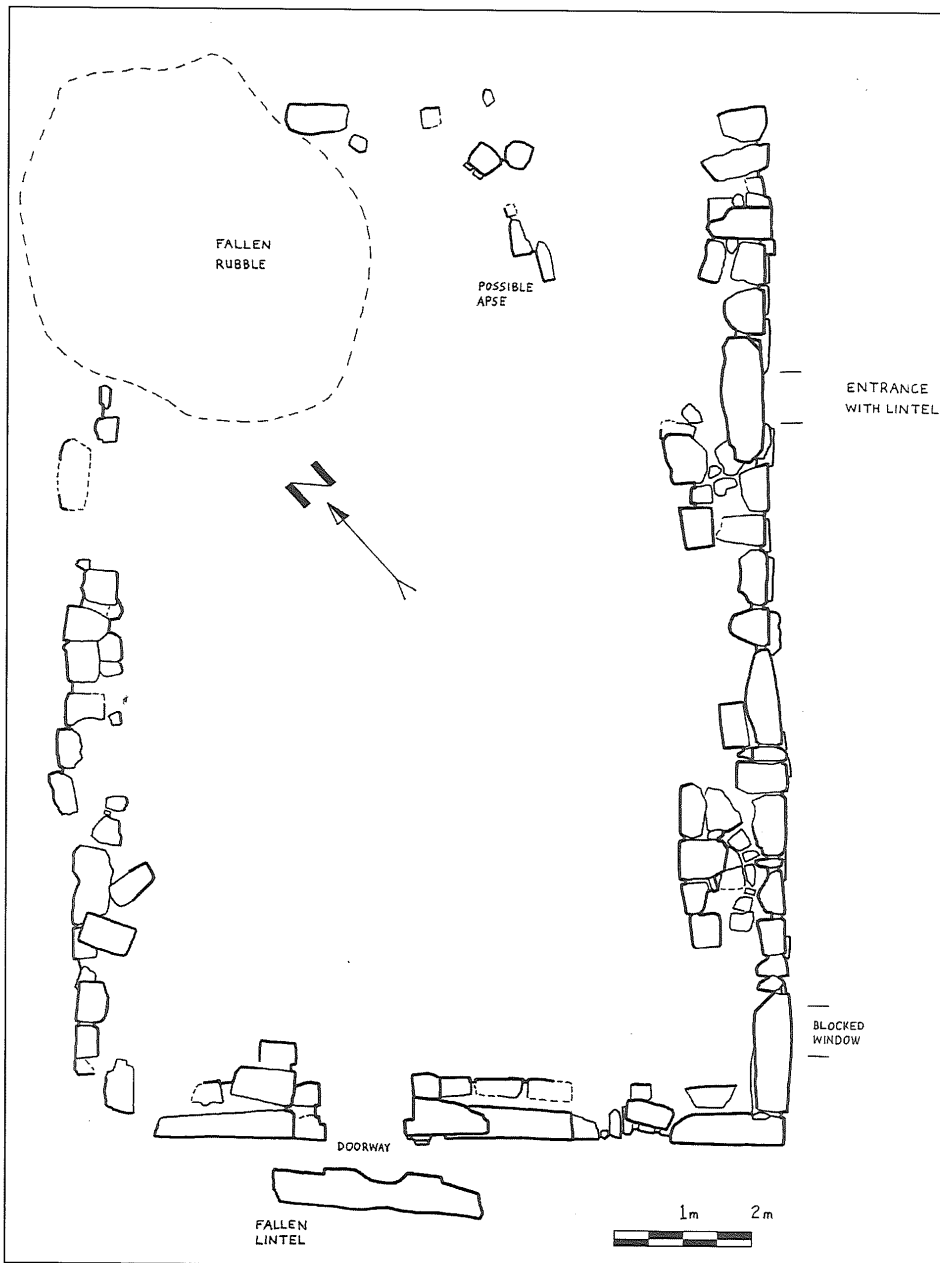 FALLEN
RUBBLE
POSSIBLE
APSE
ENTRANCE
WITH LINTEL
N
BLOCKED
WINDOW
DOORWAY
FALLEN
LINTEL
1m 2m